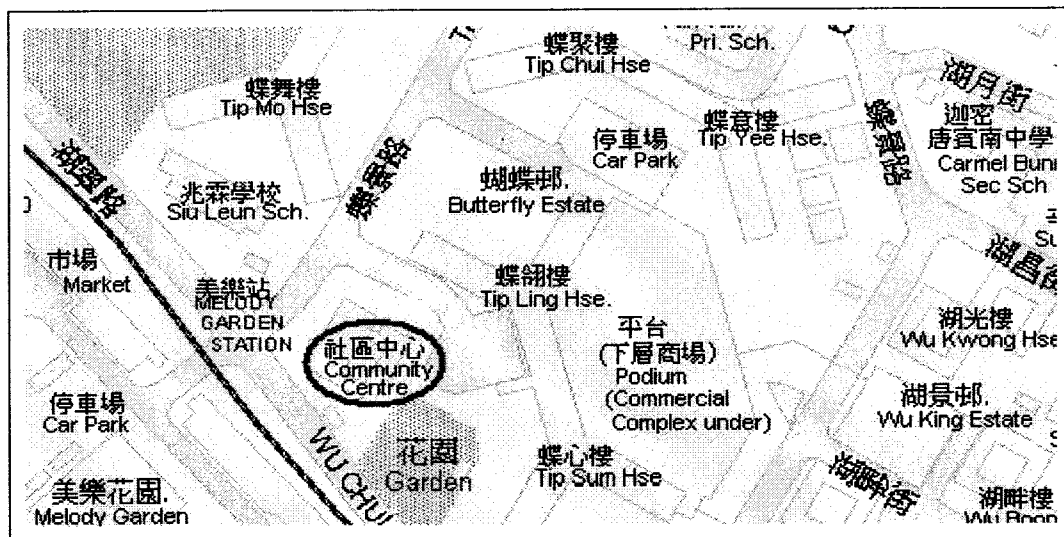 蝶聚樓
Tip Chui Hse
Pri. Sch.
蝶舞樓
Tip Mo Hse
湖月街
迦密
唐賓南中學
Carmel Bun
Sec Sch
停車場
Car Park
蝶意樓
Tip Yee Hse.
蝶景路
湖翠路
兆霖學校
Siu Leun Sch.
蝶景路
蝴蝶邨.
Butterfly Estate
市場
Market
美樂站
MELODY
GARDEN
STATION
蝶翎樓
Tip Ling Hse.
湖昌街
社區中心
Community
Centre
平台
(下層商場)
Podium
(Commercial
Complex under)
湖光樓
Wu Kwong Hse
停車場
Car Park
湖景邨.
Wu King Estate
WU CHUI
花園
Garden
蝶心樓
Tip Sum Hse
湖畔街
美樂花園.
Melody Garden
湖畔樓